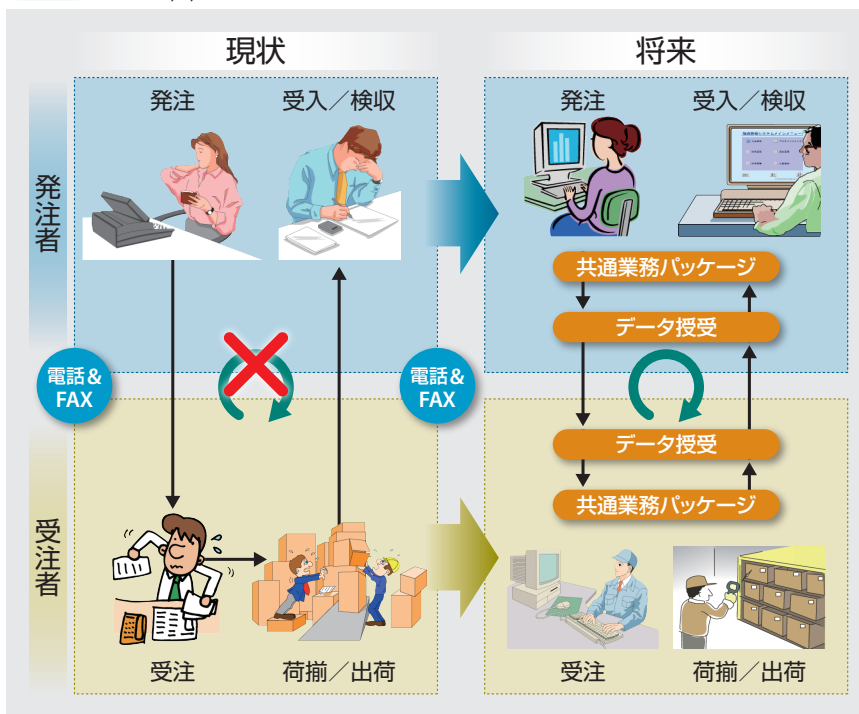 現状
将来
発注
受入／検収
発注
受入／検収
発注者
共通業務パッケージ
データ授受
電話&
FAX
電話&
FAX
データ授受
共通業務パッケージ
受注者
受注
荷揃／出荷
受注
荷揃／出荷